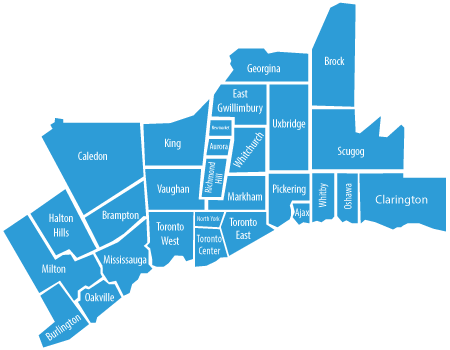 Brock
Georgina
East
Gwillimbury
Newmarket
Uxbridge
King
Aurora
Whitchurch
Scugog
Caledon
Richmond
Hill
Vaughan
Markham
Pickering
Whitby
Oshawa
Clarington
Ajax
Halton
Hills
Brampton
North York
Toronto
West
Toronto
East
Toronto
Center
Milton
Mississauga
Oakville
Burlington